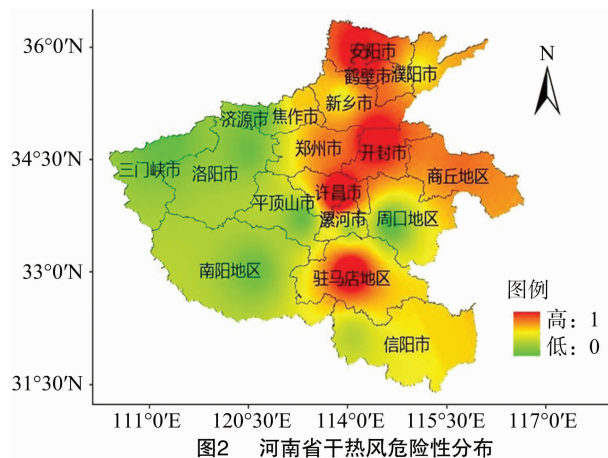 36°0′N
34°30′N
33°0′N
31°30′N
安阳市
鹤壁市
濮阳市
新乡市
济源市
焦作市
郑州市
开封市
三门峡市
洛阳市
商丘地区
许昌市
平顶山市
漯河市
周口地区
南阳地区
驻马店地区
信阳市
N
图例
高：1
低：0
111°0′E
120°30′E
114°0′E
115°30′E
117°0′E
图2 河南省干热风危险性分布